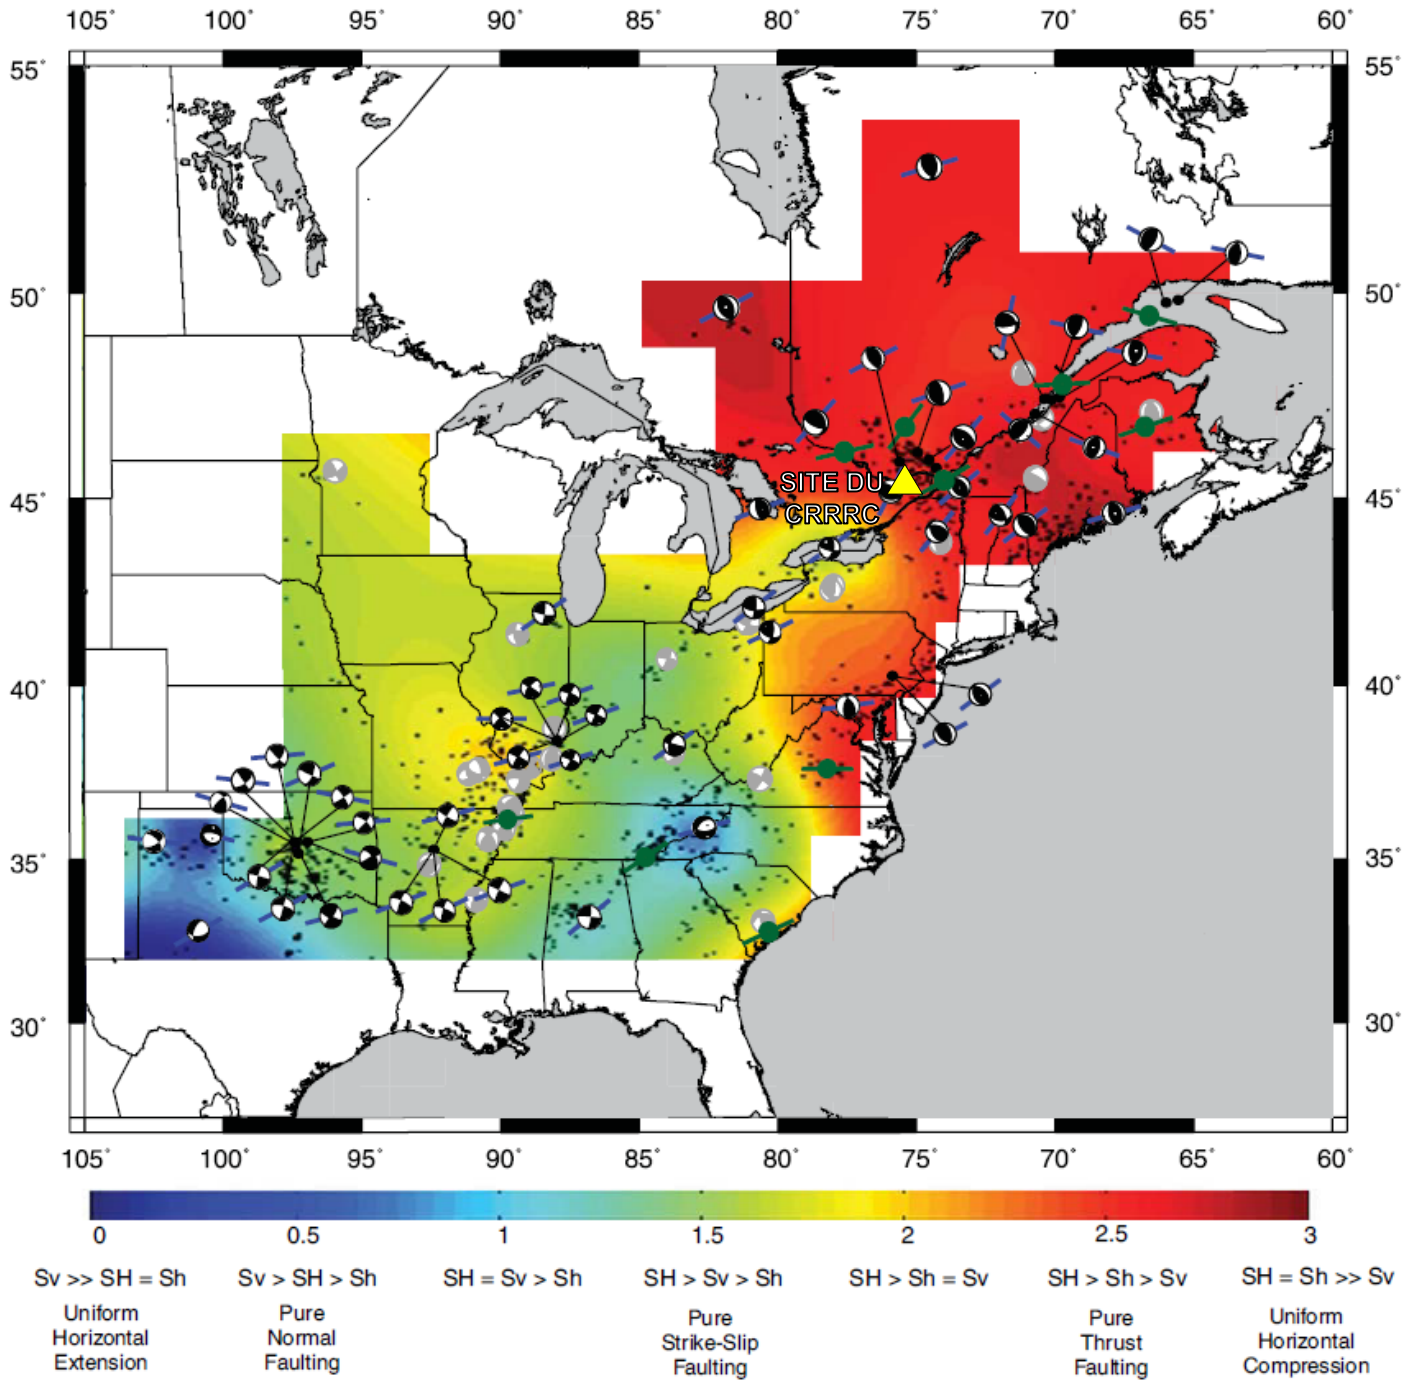 105˚ 100˚ 95˚ 90˚ 85˚ 80˚ 75˚ 70˚ 65˚ 60˚
55˚ 55˚
50˚ 50˚
SITE DU
CRRRC
45˚ 45˚
40˚ 40˚
35˚ 35˚
30˚ 30˚
105˚ 100˚ 95˚ 90˚ 85˚ 80˚ 75˚ 70˚ 65˚ 60˚
0 0.5 1 1.5 2 2.5 3
Sv >> SH = Sh Sv > SH > Sh SH = Sv > Sh SH > Sv > Sh SH > Sh = Sv SH > Sh > Sv SH = Sh >> Sv
Uniform
Horizontal
Extension
Pure
Normal
Faulting
Pure
Strike-Slip
Faulting
Pure
Thrust
Faulting
Uniform
Horizontal
Compression